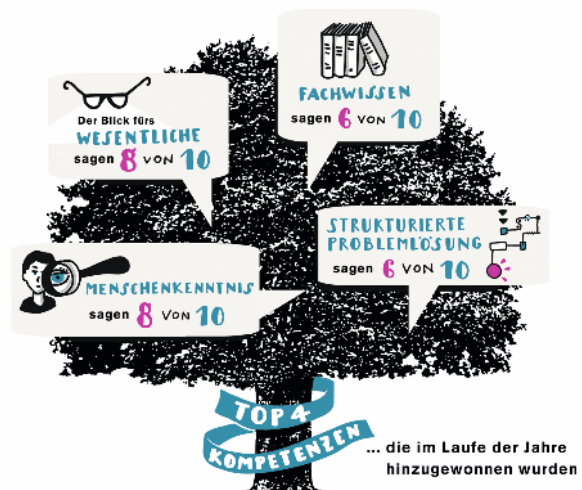 FACHWISSEN
sagen 6 VON 10
Der Blick fürs
WESENTLICHE
sagen 8 VON 10
STRUKTURIERTE
PROBLEMLÖSUNG
sagen 6 VON 10
MENSCHENKENNTNIS
sagen 8 VON 10
TOP 4
KOMPETENZEN
... die im Laufe der Jahre
hinzugewonnen wurden